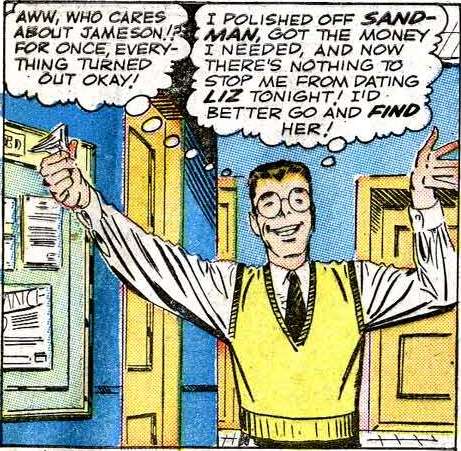 AWW, WHO CARES
ABOUT JAMESON!?
FOR ONCE, EVERY-
THING TURNED
OUT OKAY!
I POLISHED OFF SAND-
MAN, GOT THE MONEY
I NEEDED, AND NOW
THERE'S NOTHING TO
STOP ME FROM DATING
LIZ TONIGHT! I'D
BETTER GO AND FIND
HER!